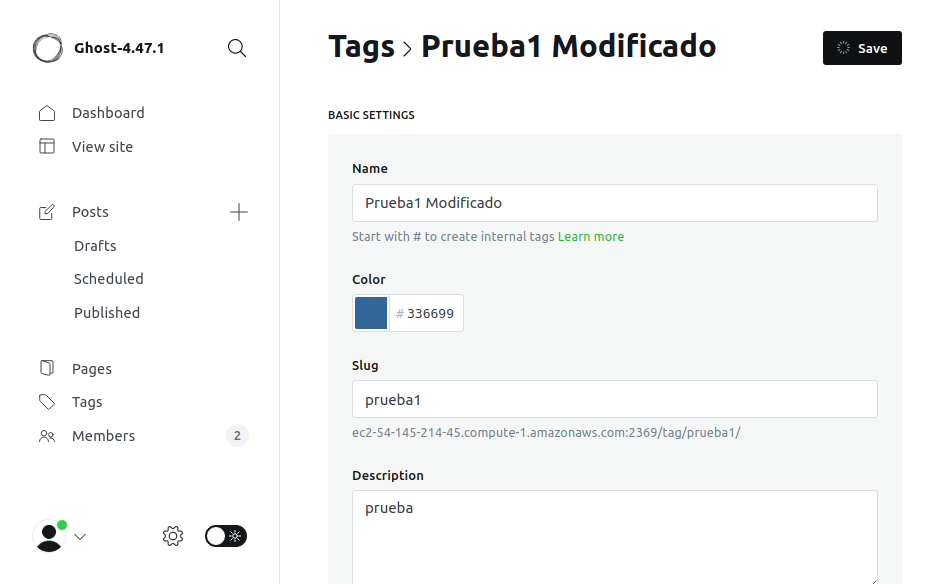 Ghost-4.47.1
Dashboard
View site
Posts
Drafts
Scheduled
Published
Pages
Tags
Members 2
Tags > Prueba1 Modificado
Save
BASIC SETTINGS
Name
Prueba1 Modificado
Start with # to create internal tags Learn more
Color
# 336699
Slug
prueba1
ec2-54-145-214-45.compute-1.amazonaws.com:2369/tag/prueba1/
Description
prueba